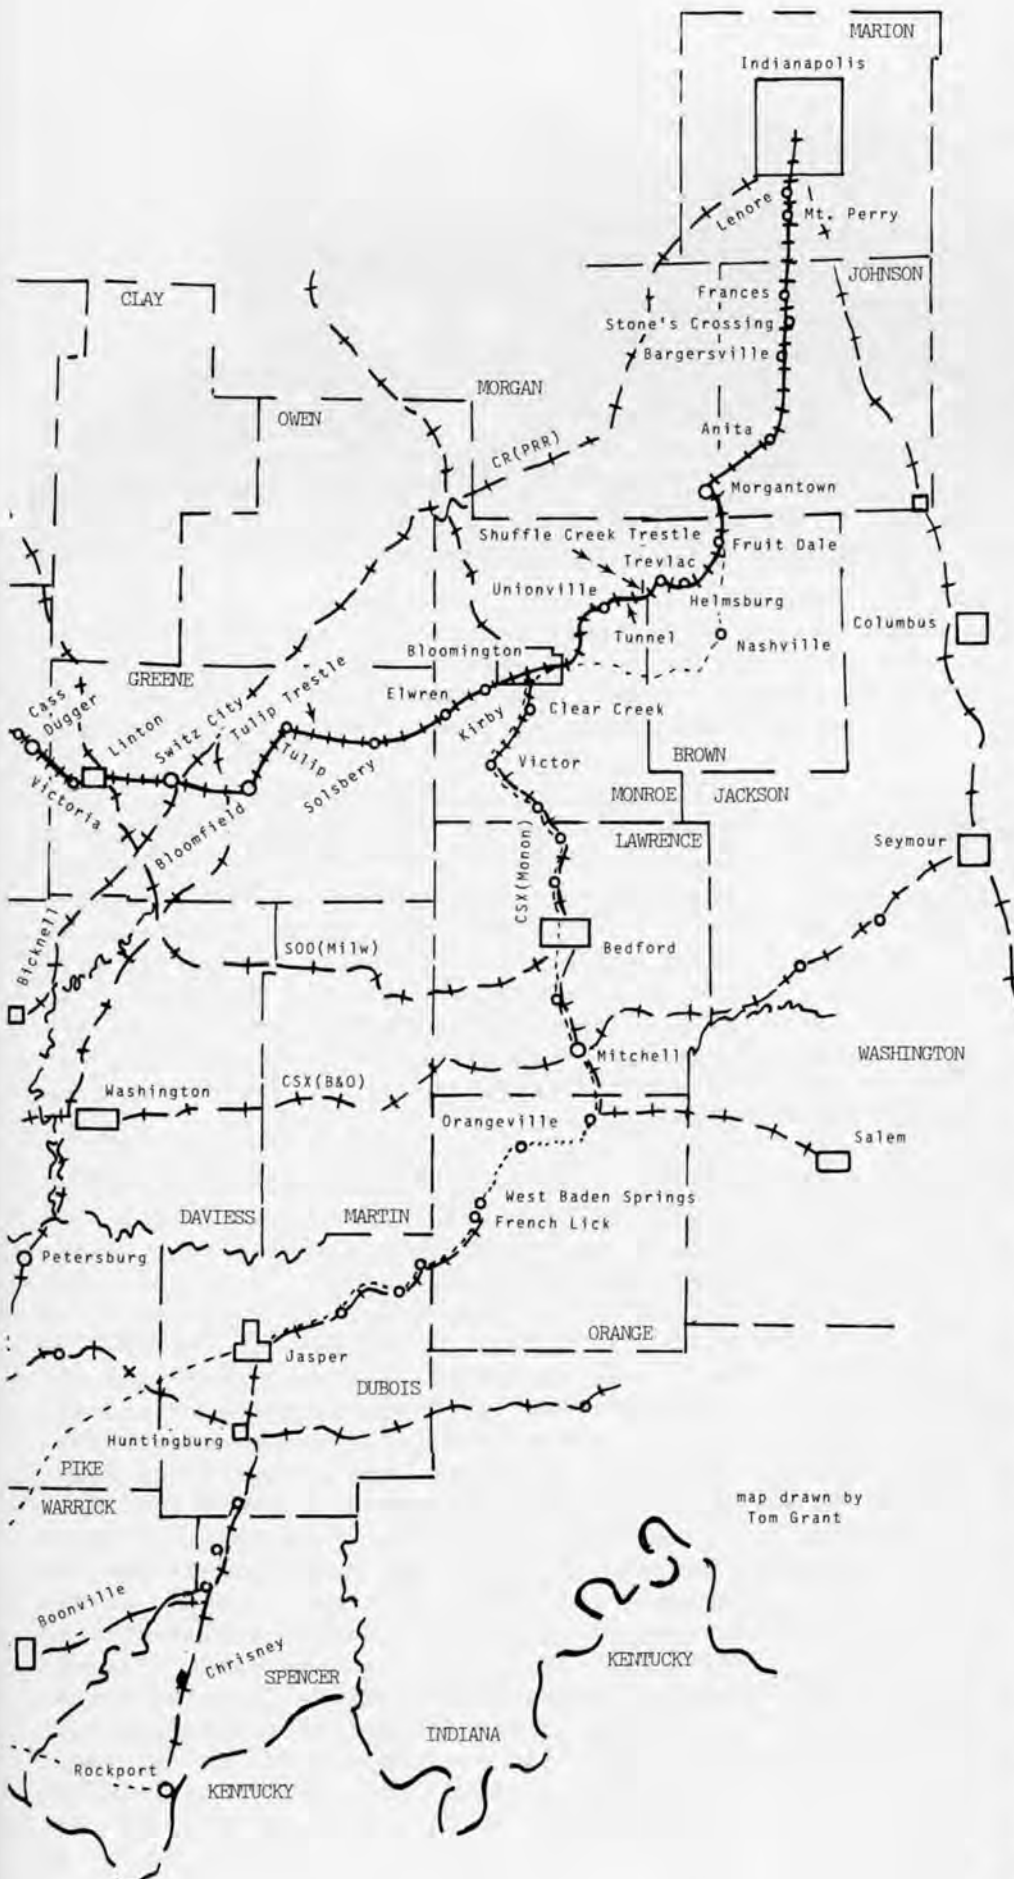 MARION
Indianapolis
Lenore
Mt. Perry
JOHNSON
Frances
CLAY
Stone's Crossing
Bargersville
MORGAN
OWEN
Anita
CR(PRR)
Morgantown
Shuffle Creek Trestle
Fruit Dale
Trevlac
Unionville
Helmsburg
Columbus
Tunnel
Nashville
Bloomington
GREENE
Elwren
Cass
Dugger
Linton
Switz City
Tulip Trestle
Kirby
Clear Creek
Tulip
Solsberry
Victor
BROWN
Victoria
Bloomfield
MONROE
JACKSON
LAWRENCE
Seymour
CSX(Monon)
Bicknell
SOO(Milw)
Bedford
Mitchell
WASHINGTON
Washington
CSX(B&O)
Orangeville
Salem
West Baden Springs
DAVIESS
MARTIN
French Lick
Petersburg
ORANGE
Jasper
DUBOIS
Huntingburg
PIKE
WARRICK
map drawn by
Tom Grant
Boonville
Chrisney
SPENCER
KENTUCKY
INDIANA
Rockport
KENTUCKY